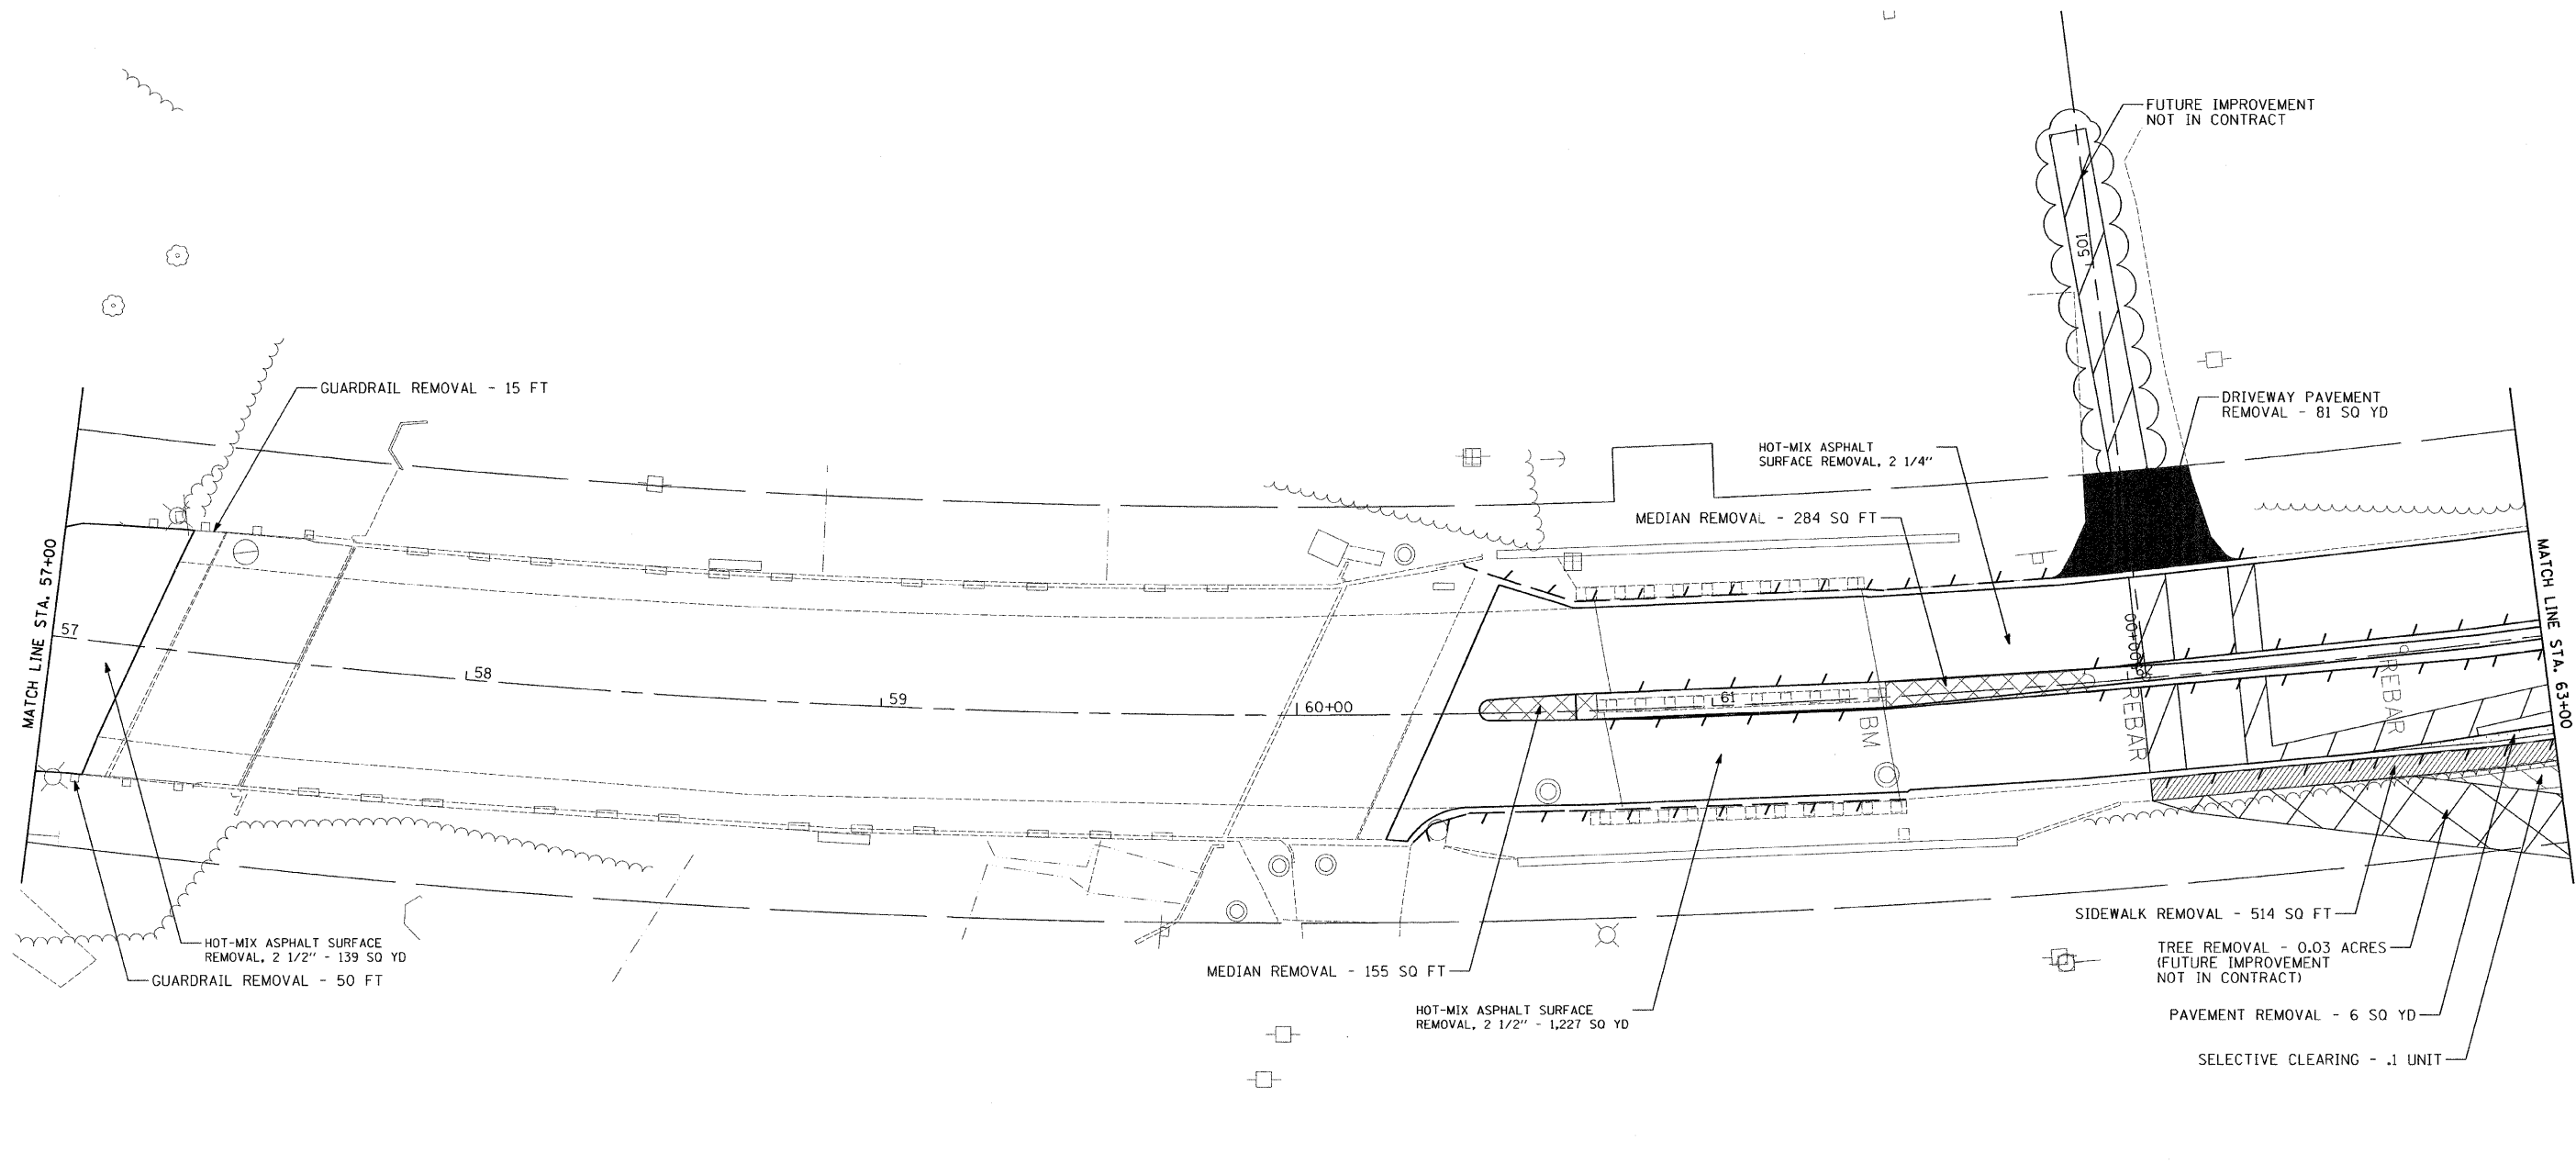 FUTURE IMPROVEMENT
NOT IN CONTRACT
501
GUARDRAIL REMOVAL - 15 FT
DRIVEWAY PAVEMENT
REMOVAL - 81 SQ YD
HOT-MIX ASPHALT
SURFACE REMOVAL, 2 1/4"
MEDIAN REMOVAL - 284 SQ FT
MATCH LINE STA. 57+00
MATCH LINE STA. 63+00
57
58
59
60+00
61
BM
REBAR
REBAR
SIDEWALK REMOVAL - 514 SQ FT
HOT-MIX ASPHALT SURFACE
REMOVAL, 2 1/2" - 139 SQ YD
GUARDRAIL REMOVAL - 50 FT
MEDIAN REMOVAL - 155 SQ FT
TREE REMOVAL - 0.03 ACRES
(FUTURE IMPROVEMENT
NOT IN CONTRACT)
HOT-MIX ASPHALT SURFACE
REMOVAL, 2 1/2" - 1,227 SQ YD
PAVEMENT REMOVAL - 6 SQ YD
SELECTIVE CLEARING - .1 UNIT